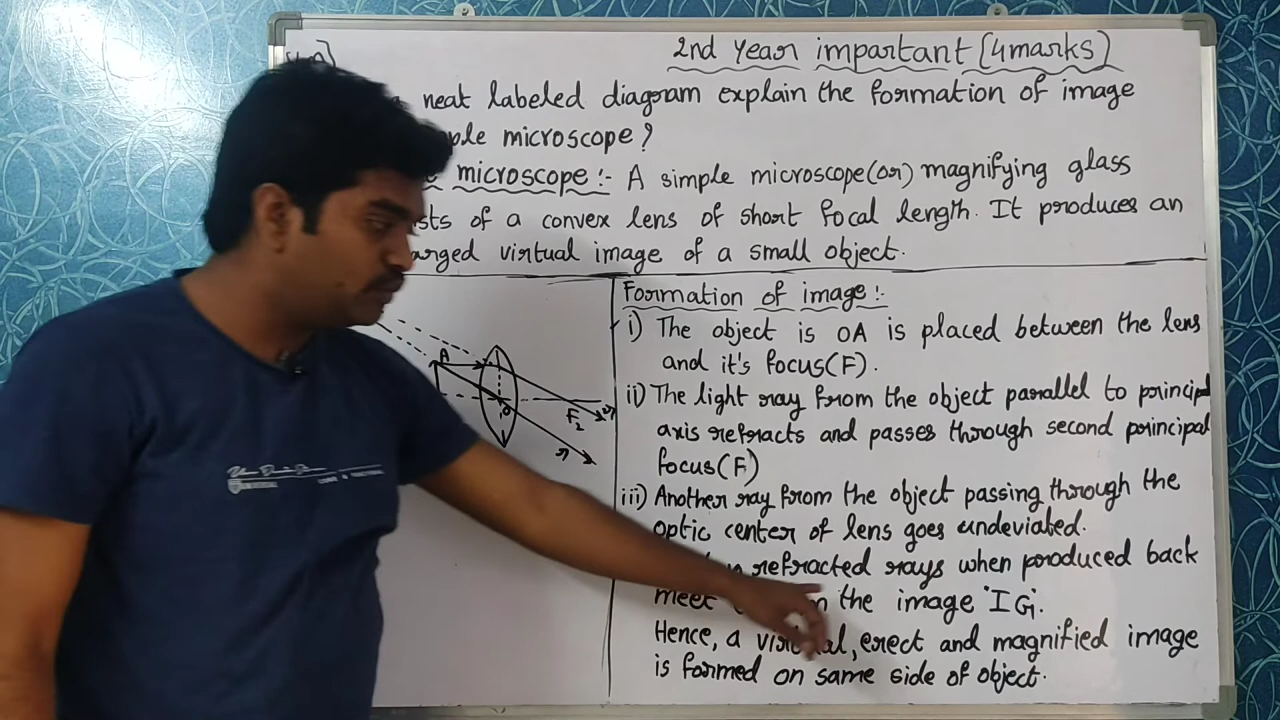 2nd Year important (4marks)
neat labeled diagram explain the formation of image
microscope ?
microscope :- A simple microscope(or) magnifying glass
of a convex lens of short focal length. It produces an
virtual image of a small object.
Formation of image :-
i) The object is OA is placed between the lens
and it's focus(F).
ii) The light ray from the object parallel to principal
axis refracts and passes through second principal
focus(F)
iii) Another ray from the object passing through the
optic center of lens goes undeviated.
refracted rays when produced back
meet the image 'IG'.
Hence, a virtual, erect and magnified image
is formed on same side of object.
A
O
F2